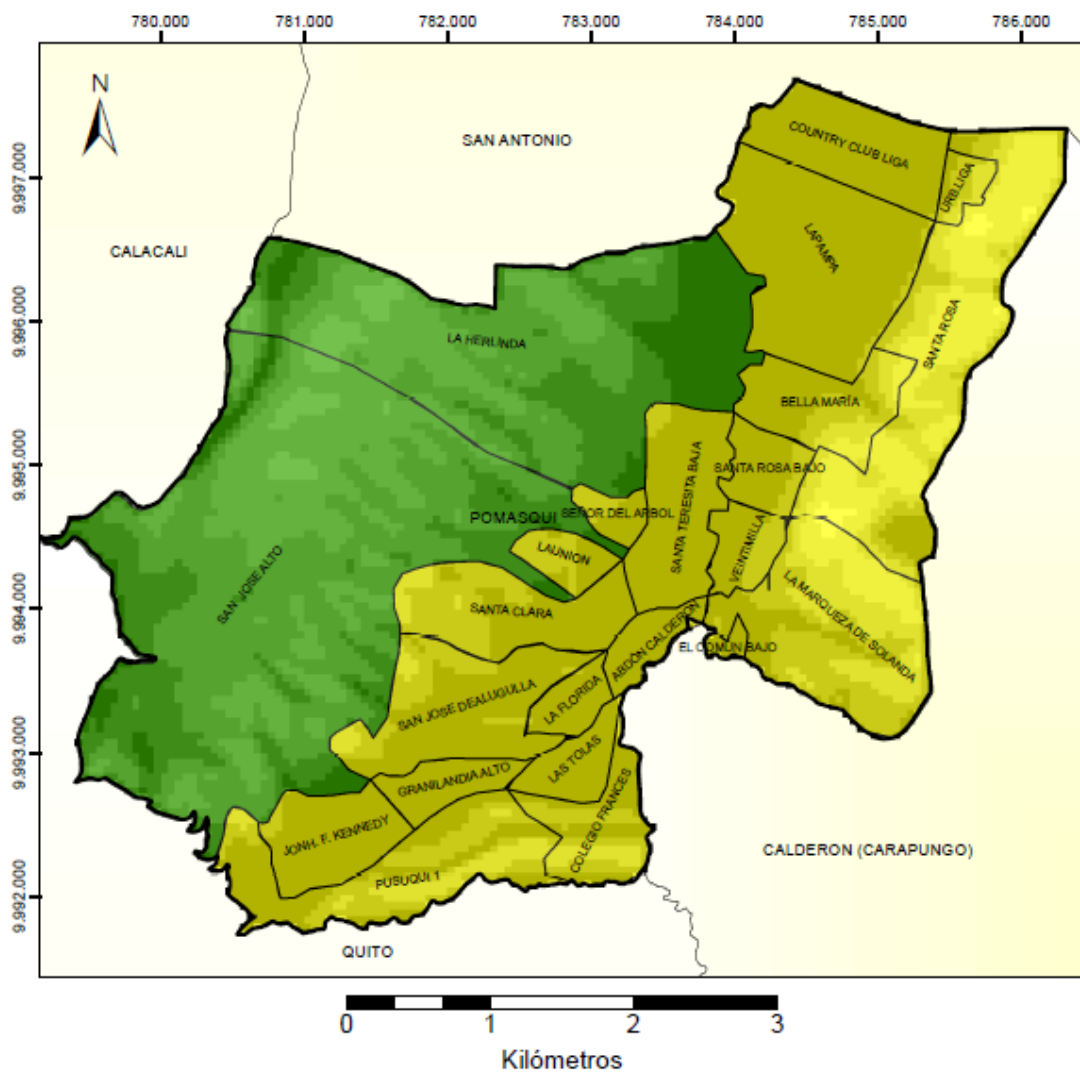 780.000 781.000 782.000 783.000 784.000 785.000 786.000
N
9.997.000
9.996.000
9.995.000
9.994.000
9.993.000
9.992.000
COUNTRY CLUB LIGA
SAN ANTONIO
URB.LIGA
CALACALI
LAPAMPA
SANTA ROSA
LA HERLINDA
BELLA MARÍA
SANTA ROSA BAJO
SANTA TERESITA BAJA
SEÑOR DEL ARBOL
POMASQUI
VEINTIMILLA
LAUNION
SAN JOSE ALTO
SANTA CLARA
LA MARQUEZA DE SOLANDA
ABDÓN CALDERÓN
EL COMÚN BAJO
SAN JOSE DEALUGULLA
LA FLORIDA
LAS TOLAS
GRANILANDIA ALTO
COLEGIO FRANCES
JONH. F. KENNEDY
PUSUQUI 1
CALDERON (CARAPUNGO)
QUITO
0 1 2 3
Kilómetros